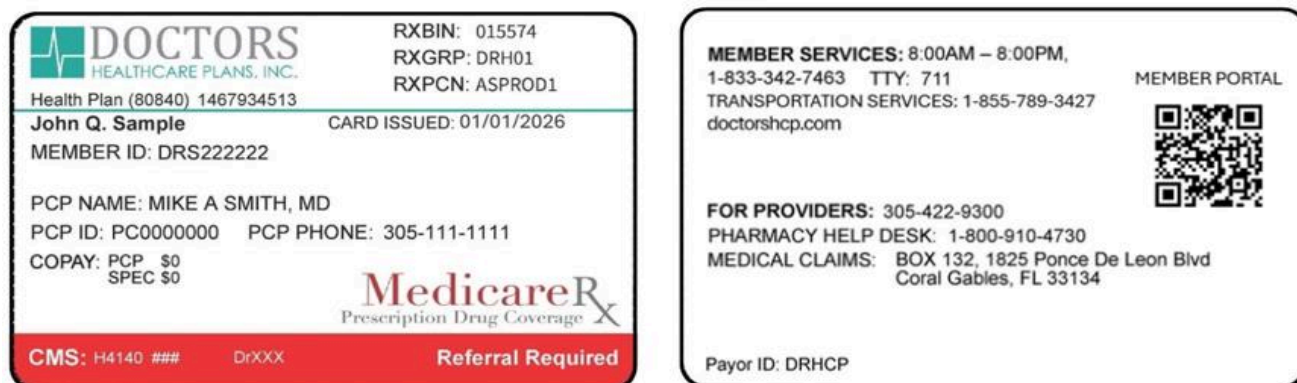 DOCTORS
HEALTHCARE PLANS, INC.
Health Plan (80840) 1467934513
RXBIN: 015574
RXGRP: DRH01
RXPCN: ASPROD1
John Q. Sample
CARD ISSUED: 01/01/2026
MEMBER ID: DRS222222
PCP NAME: MIKE A SMITH, MD
PCP ID: PC0000000 PCP PHONE: 305-111-1111
COPAY: PCP $0
SPEC $0
MedicareRx
Prescription Drug Coverage
CMS: H4140 ### DrXXX Referral Required
MEMBER SERVICES: 8:00AM – 8:00PM,
1-833-342-7463 TTY: 711
TRANSPORTATION SERVICES: 1-855-789-3427
doctorshcp.com
MEMBER PORTAL
FOR PROVIDERS: 305-422-9300
PHARMACY HELP DESK: 1-800-910-4730
MEDICAL CLAIMS: BOX 132, 1825 Ponce De Leon Blvd
Coral Gables, FL 33134
Payor ID: DRHCP